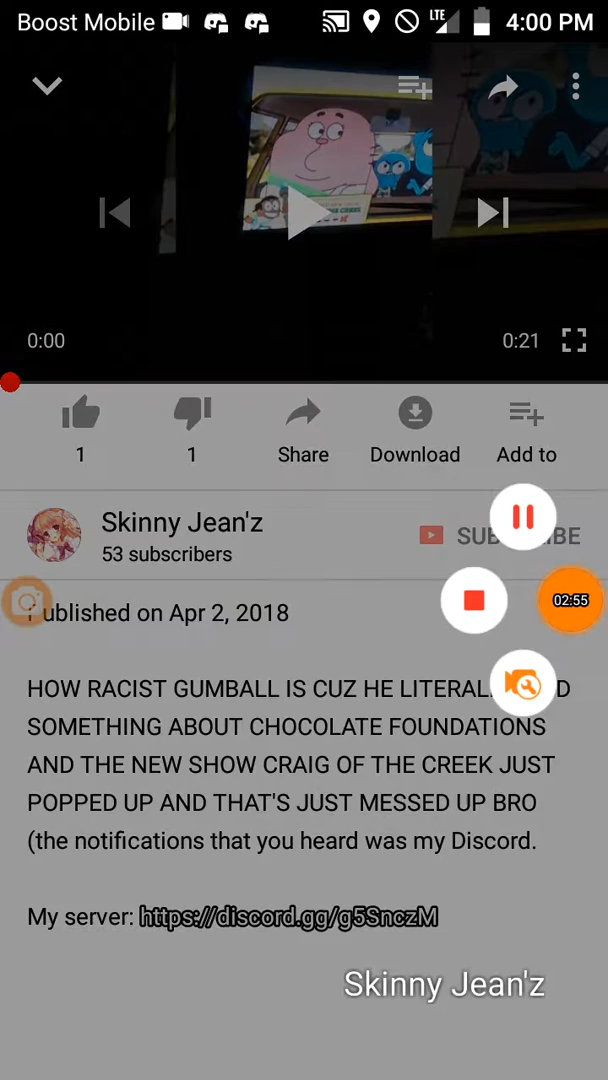 Boost Mobile LTE 4:00 PM
0:00 0:21
1 1 Share Download Add to
Skinny Jean'z
53 subscribers
SUB IBE
02:55
ublished on Apr 2, 2018
HOW RACIST GUMBALL IS CUZ HE LITERAL D
SOMETHING ABOUT CHOCOLATE FOUNDATIONS
AND THE NEW SHOW CRAIG OF THE CREEK JUST
POPPED UP AND THAT'S JUST MESSED UP BRO
(the notifications that you heard was my Discord.
My server: https://discord.gg/g5SnczM
Skinny Jean'z